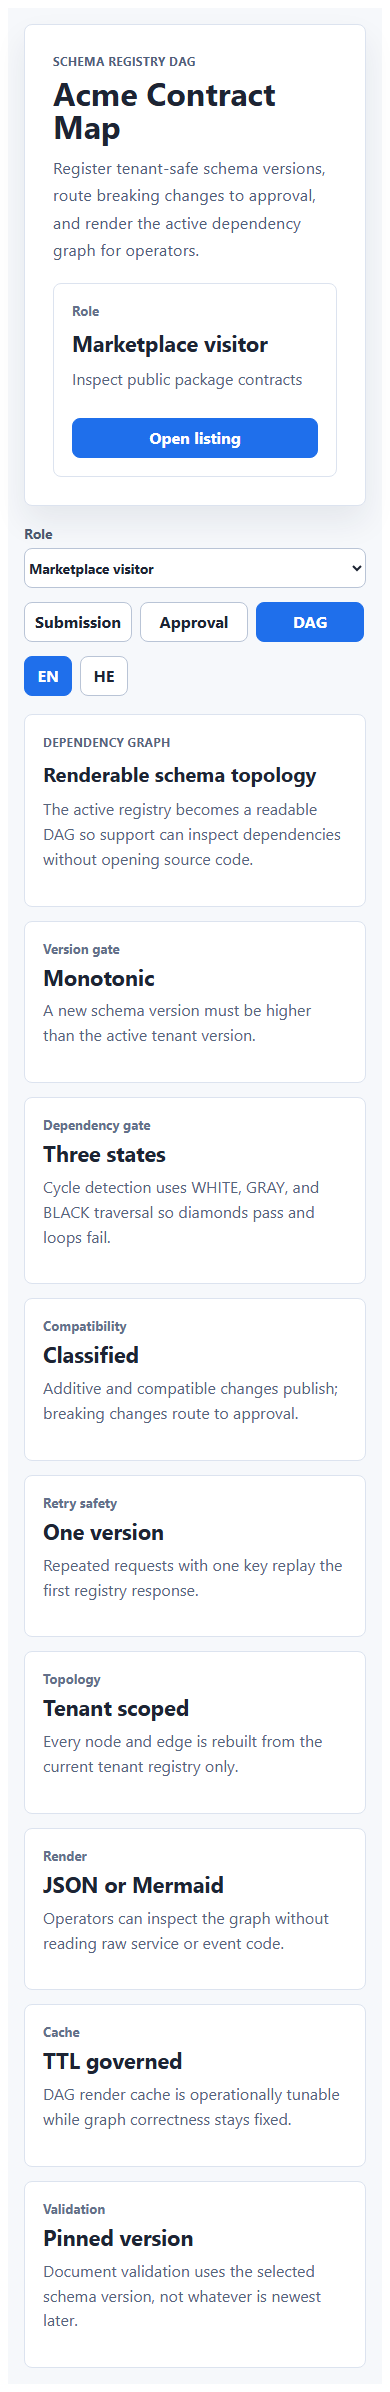 SCHEMA REGISTRY DAG
Acme Contract
Map
Register tenant-safe schema versions,
route breaking changes to approval,
and render the active dependency
graph for operators.
Role
Marketplace visitor
Inspect public package contracts
Open listing
Role
Marketplace visitor
Submission Approval DAG
EN HE
DEPENDENCY GRAPH
Renderable schema topology
The active registry becomes a readable
DAG so support can inspect dependencies
without opening source code.
Version gate
Monotonic
A new schema version must be higher
than the active tenant version.
Dependency gate
Three states
Cycle detection uses WHITE, GRAY, and
BLACK traversal so diamonds pass and
loops fail.
Compatibility
Classified
Additive and compatible changes publish;
breaking changes route to approval.
Retry safety
One version
Repeated requests with one key replay the
first registry response.
Topology
Tenant scoped
Every node and edge is rebuilt from the
current tenant registry only.
Render
JSON or Mermaid
Operators can inspect the graph without
reading raw service or event code.
Cache
TTL governed
DAG render cache is operationally tunable
while graph correctness stays fixed.
Validation
Pinned version
Document validation uses the selected
schema version, not whatever is newest
later.